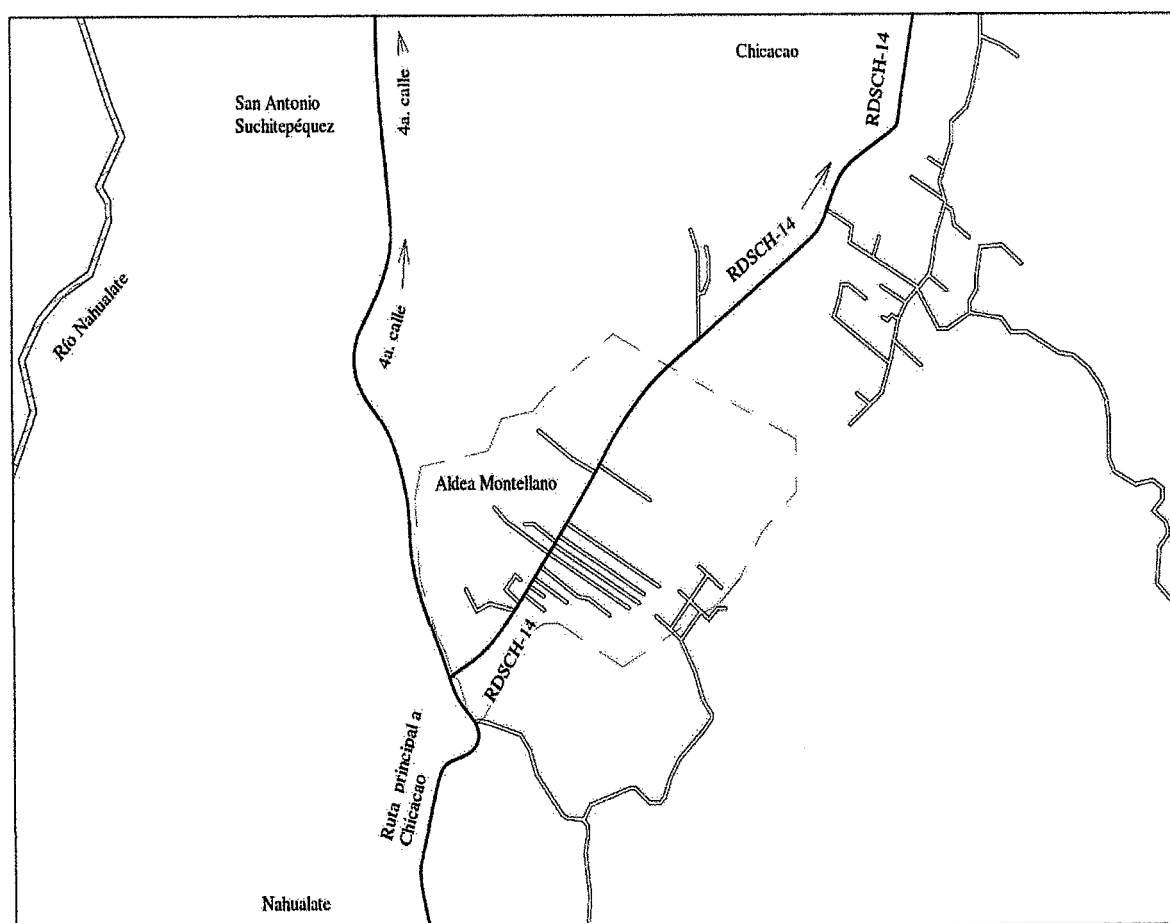 Chicacao
RDSCH-14
4a. calle
San Antonio
Suchitepéquez
RDSCH-14
4a. calle
Río Nahualate
Aldea Montellano
RDSCH-14
Ruta principal a
Chicacao
Nahualate